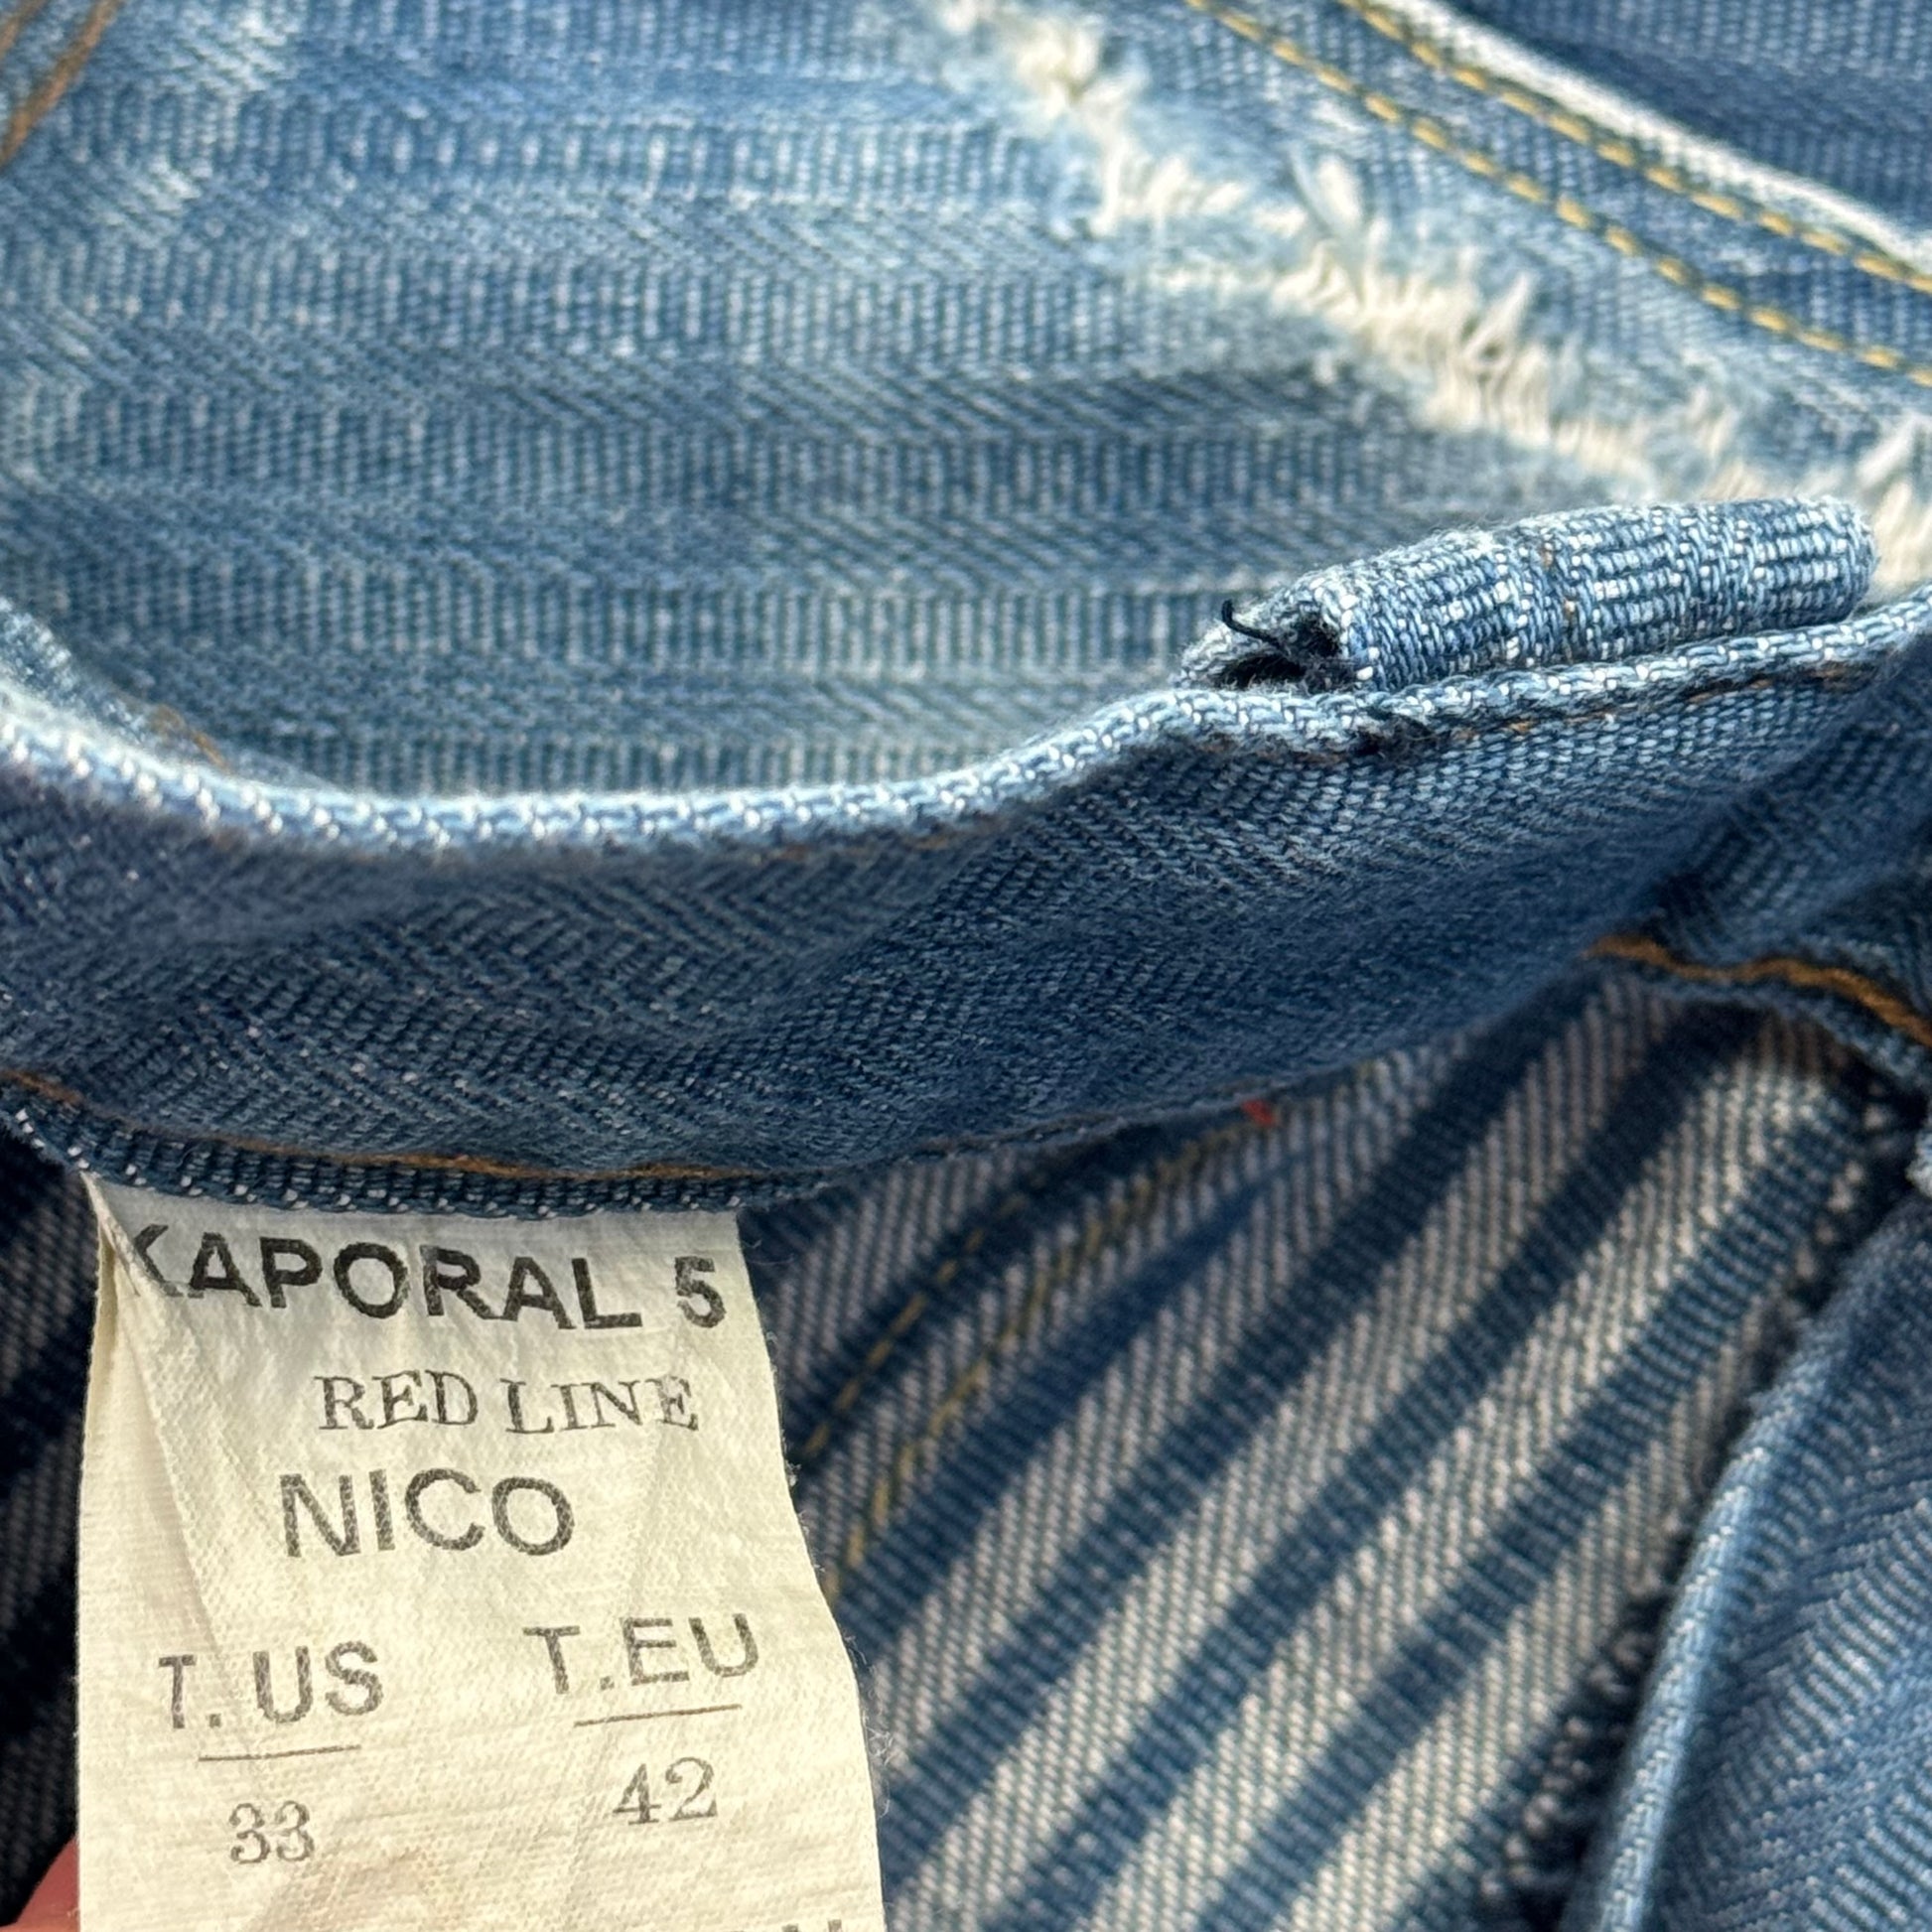 KAPORAL 5
RED LINE
NICO
T. US T.EU
33 42